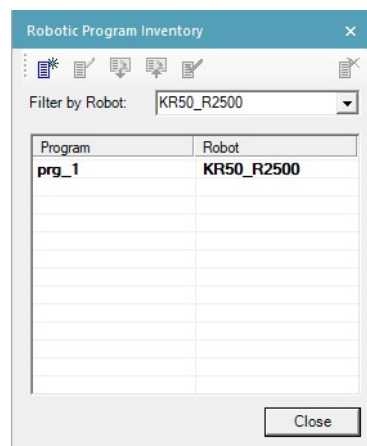 Robotic Program Inventory
Filter by Robot: KR50_R2500
Program Robot
prg_1 KR50_R2500
Close